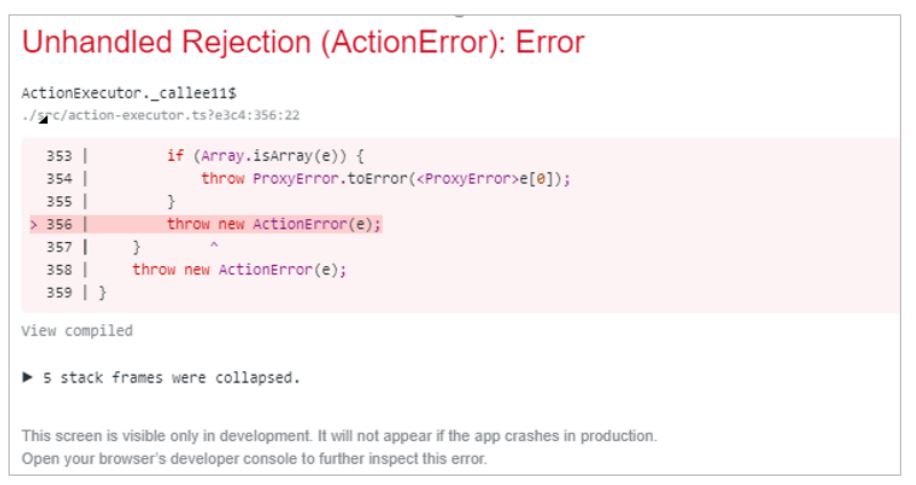 Unhandled Rejection (ActionError): Error
ActionExecutor._callee11$
./src/action-executor.ts?e3c4:356:22
353 |         if (Array.isArray(e)) {
354 |             throw ProxyError.toError(<ProxyError>e[0]);
355 |         }
> 356 |         throw new ActionError(e);
357 |     }         ^
358 |     throw new ActionError(e);
359 | }
View compiled
▶ 5 stack frames were collapsed.
This screen is visible only in development. It will not appear if the app crashes in production.
Open your browser's developer console to further inspect this error.